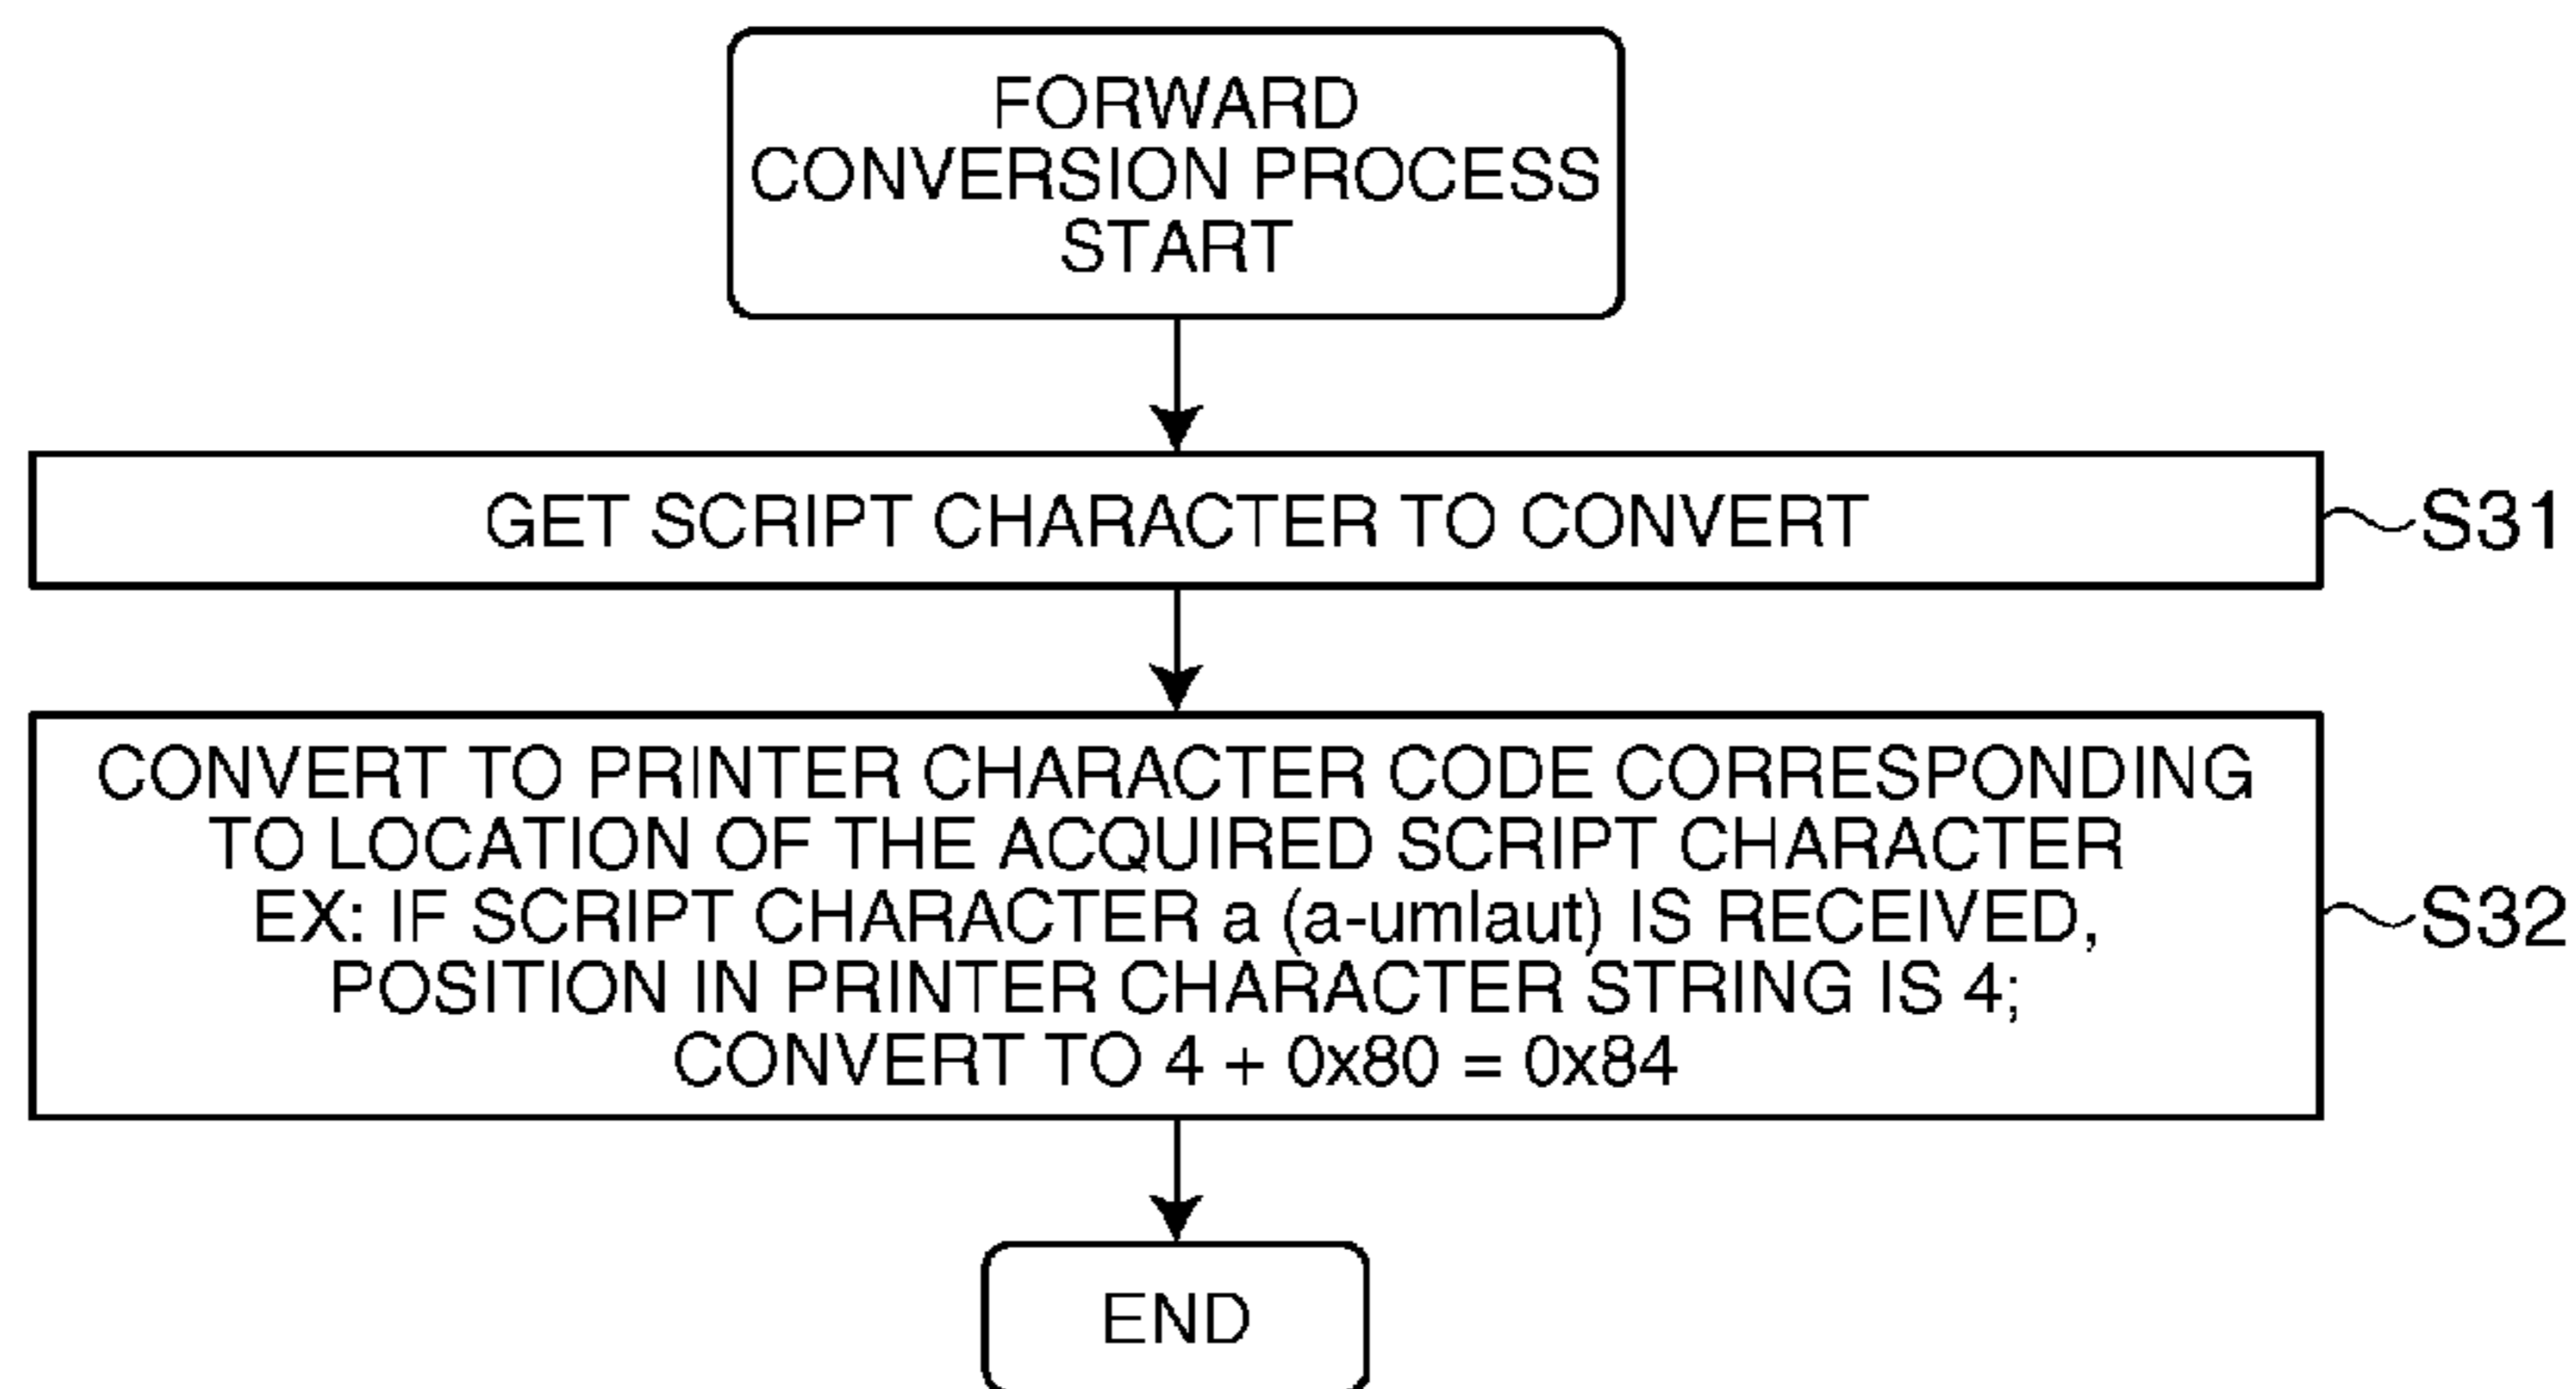 FORWARD
CONVERSION PROCESS
START
GET SCRIPT CHARACTER TO CONVERT
S31
CONVERT TO PRINTER CHARACTER CODE CORRESPONDING
TO LOCATION OF THE ACQUIRED SCRIPT CHARACTER
EX: IF SCRIPT CHARACTER a (a-umlaut) IS RECEIVED,
POSITION IN PRINTER CHARACTER STRING IS 4;
CONVERT TO 4 + 0x80 = 0x84
S32
END